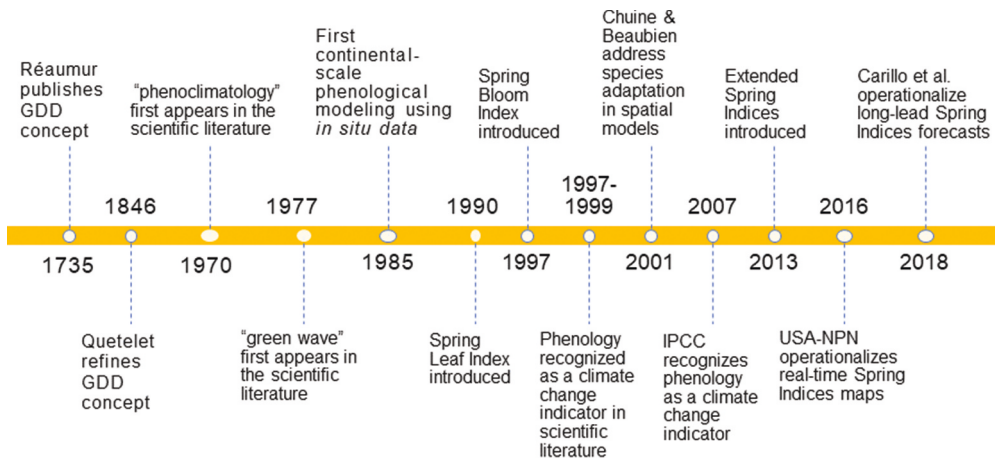 Réaumur
publishes
GDD
concept
"phenoclimatology"
first appears in the
scientific literature
First
continental-
scale
phenological
modeling using
in situ data
Spring
Bloom
Index
introduced
Chuine &
Beaubien
address
species
adaptation
in spatial
models
Extended
Spring
Indices
introduced
Carillo et al.
operationalize
long-lead Spring
Indices forecasts
1846
1977
1990
1997-
1999
2007
2016
1735
1970
1985
1997
2001
2013
2018
Quetelet
refines
GDD
concept
"green wave"
first appears in
the scientific
literature
Spring
Leaf Index
introduced
Phenology
recognized
as a climate
change
indicator in
scientific
literature
IPCC
recognizes
phenology
as a climate
change
indicator
USA-NPN
operationalizes
real-time Spring
Indices maps